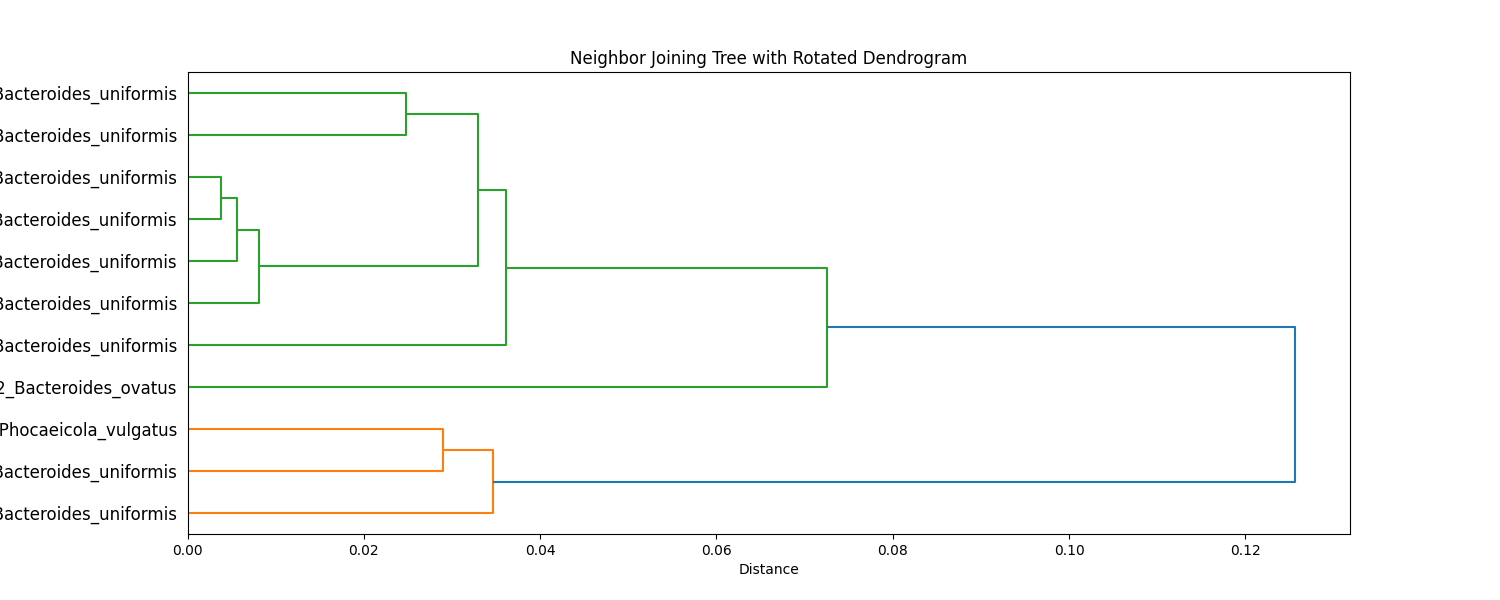 Neighbor Joining Tree with Rotated Dendrogram
Bacteroides_uniformis
Bacteroides_uniformis
Bacteroides_uniformis
Bacteroides_uniformis
Bacteroides_uniformis
Bacteroides_uniformis
Bacteroides_uniformis
2_Bacteroides_ovatus
Phocaeicola_vulgatus
Bacteroides_uniformis
Bacteroides_uniformis
0.00 0.02 0.04 0.06 0.08 0.10 0.12
Distance